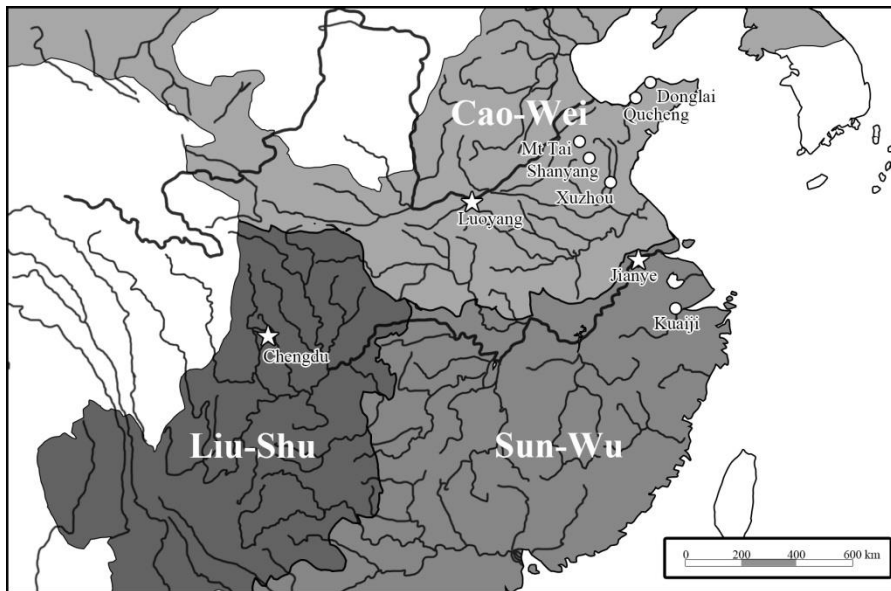 Donglai
Qucheng
Cao-Wei
Mt Tai
Shanyang
Xuzhou
Luoyang
Jianye
Kuaiji
Chengdu
Liu-Shu
Sun-Wu
0 200 400 600 km